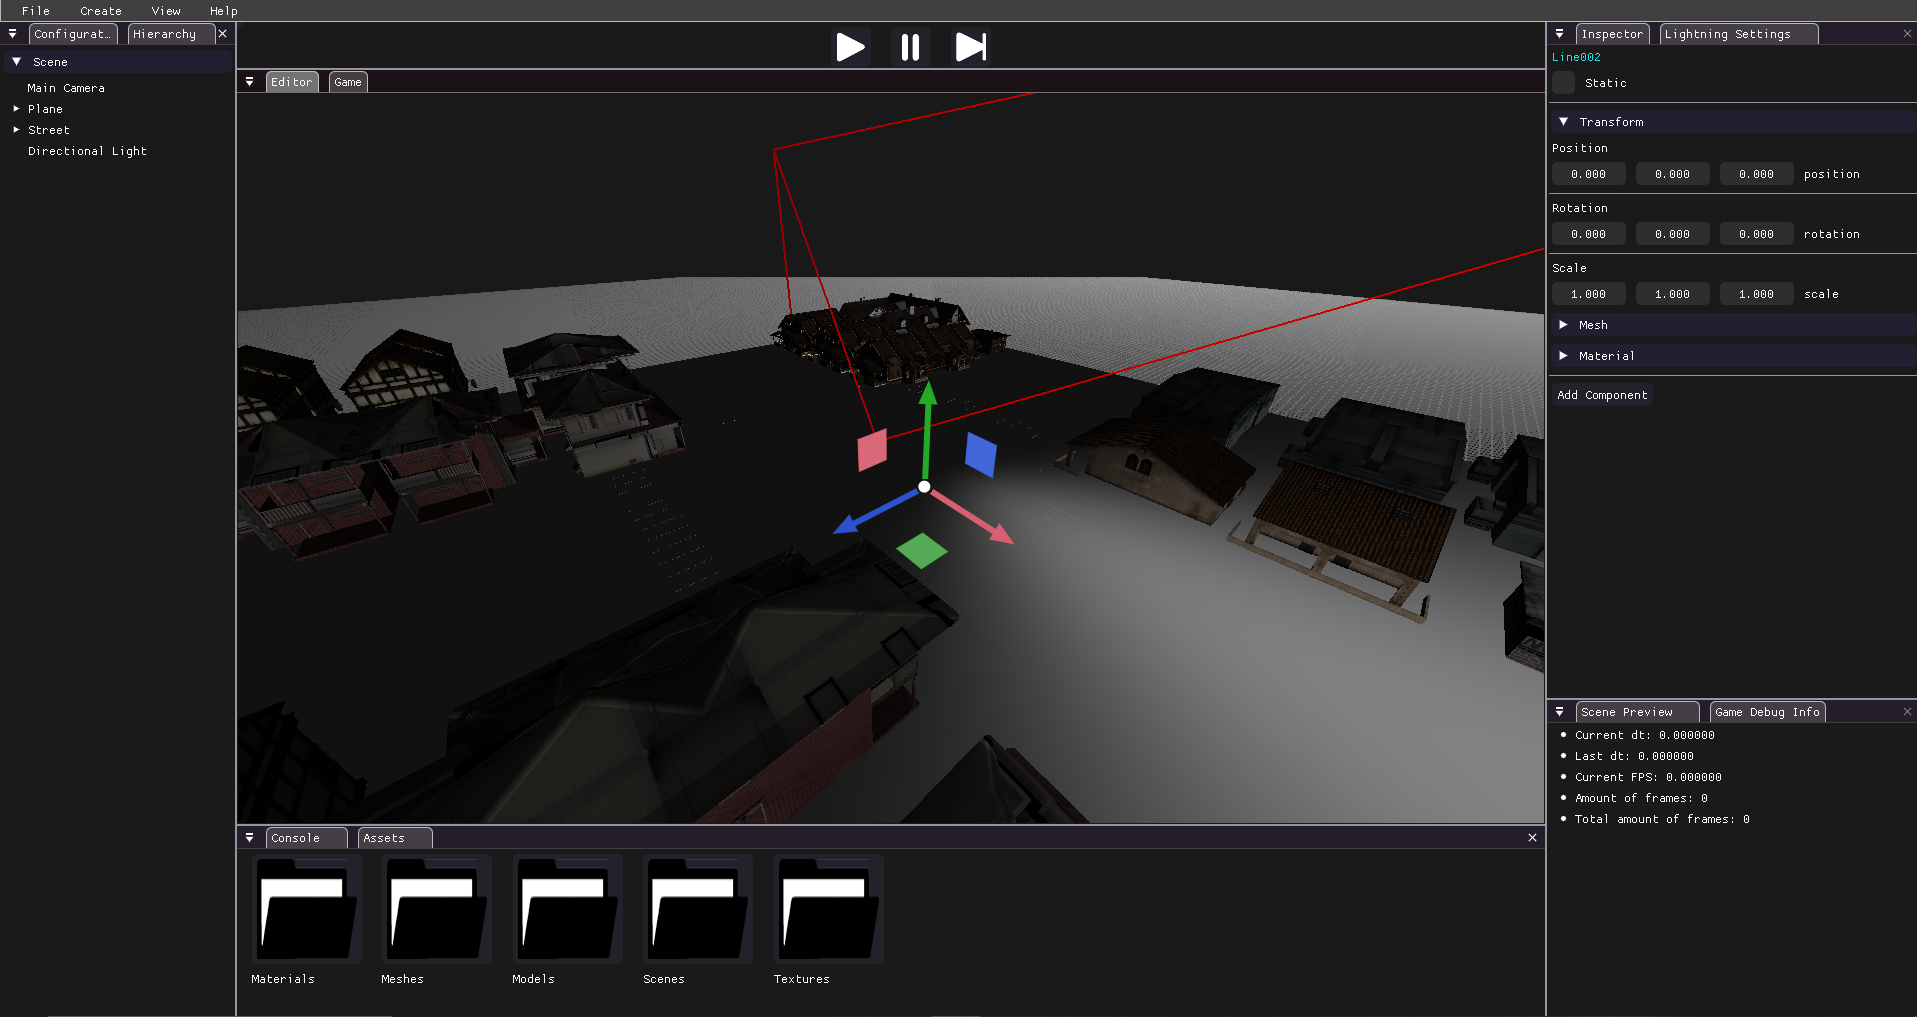 File Create View Help
Configurat… Hierarchy
Scene
Main Camera
Plane
Street
Directional Light
Editor Game
Console Assets
Materials Meshes Models Scenes Textures
Inspector Lightning Settings
Line002
Static
Transform
Position
0.000 0.000 0.000 position
Rotation
0.000 0.000 0.000 rotation
Scale
1.000 1.000 1.000 scale
Mesh
Material
Add Component
Scene Preview Game Debug Info
Current dt: 0.000000
Last dt: 0.000000
Current FPS: 0.000000
Amount of frames: 0
Total amount of frames: 0